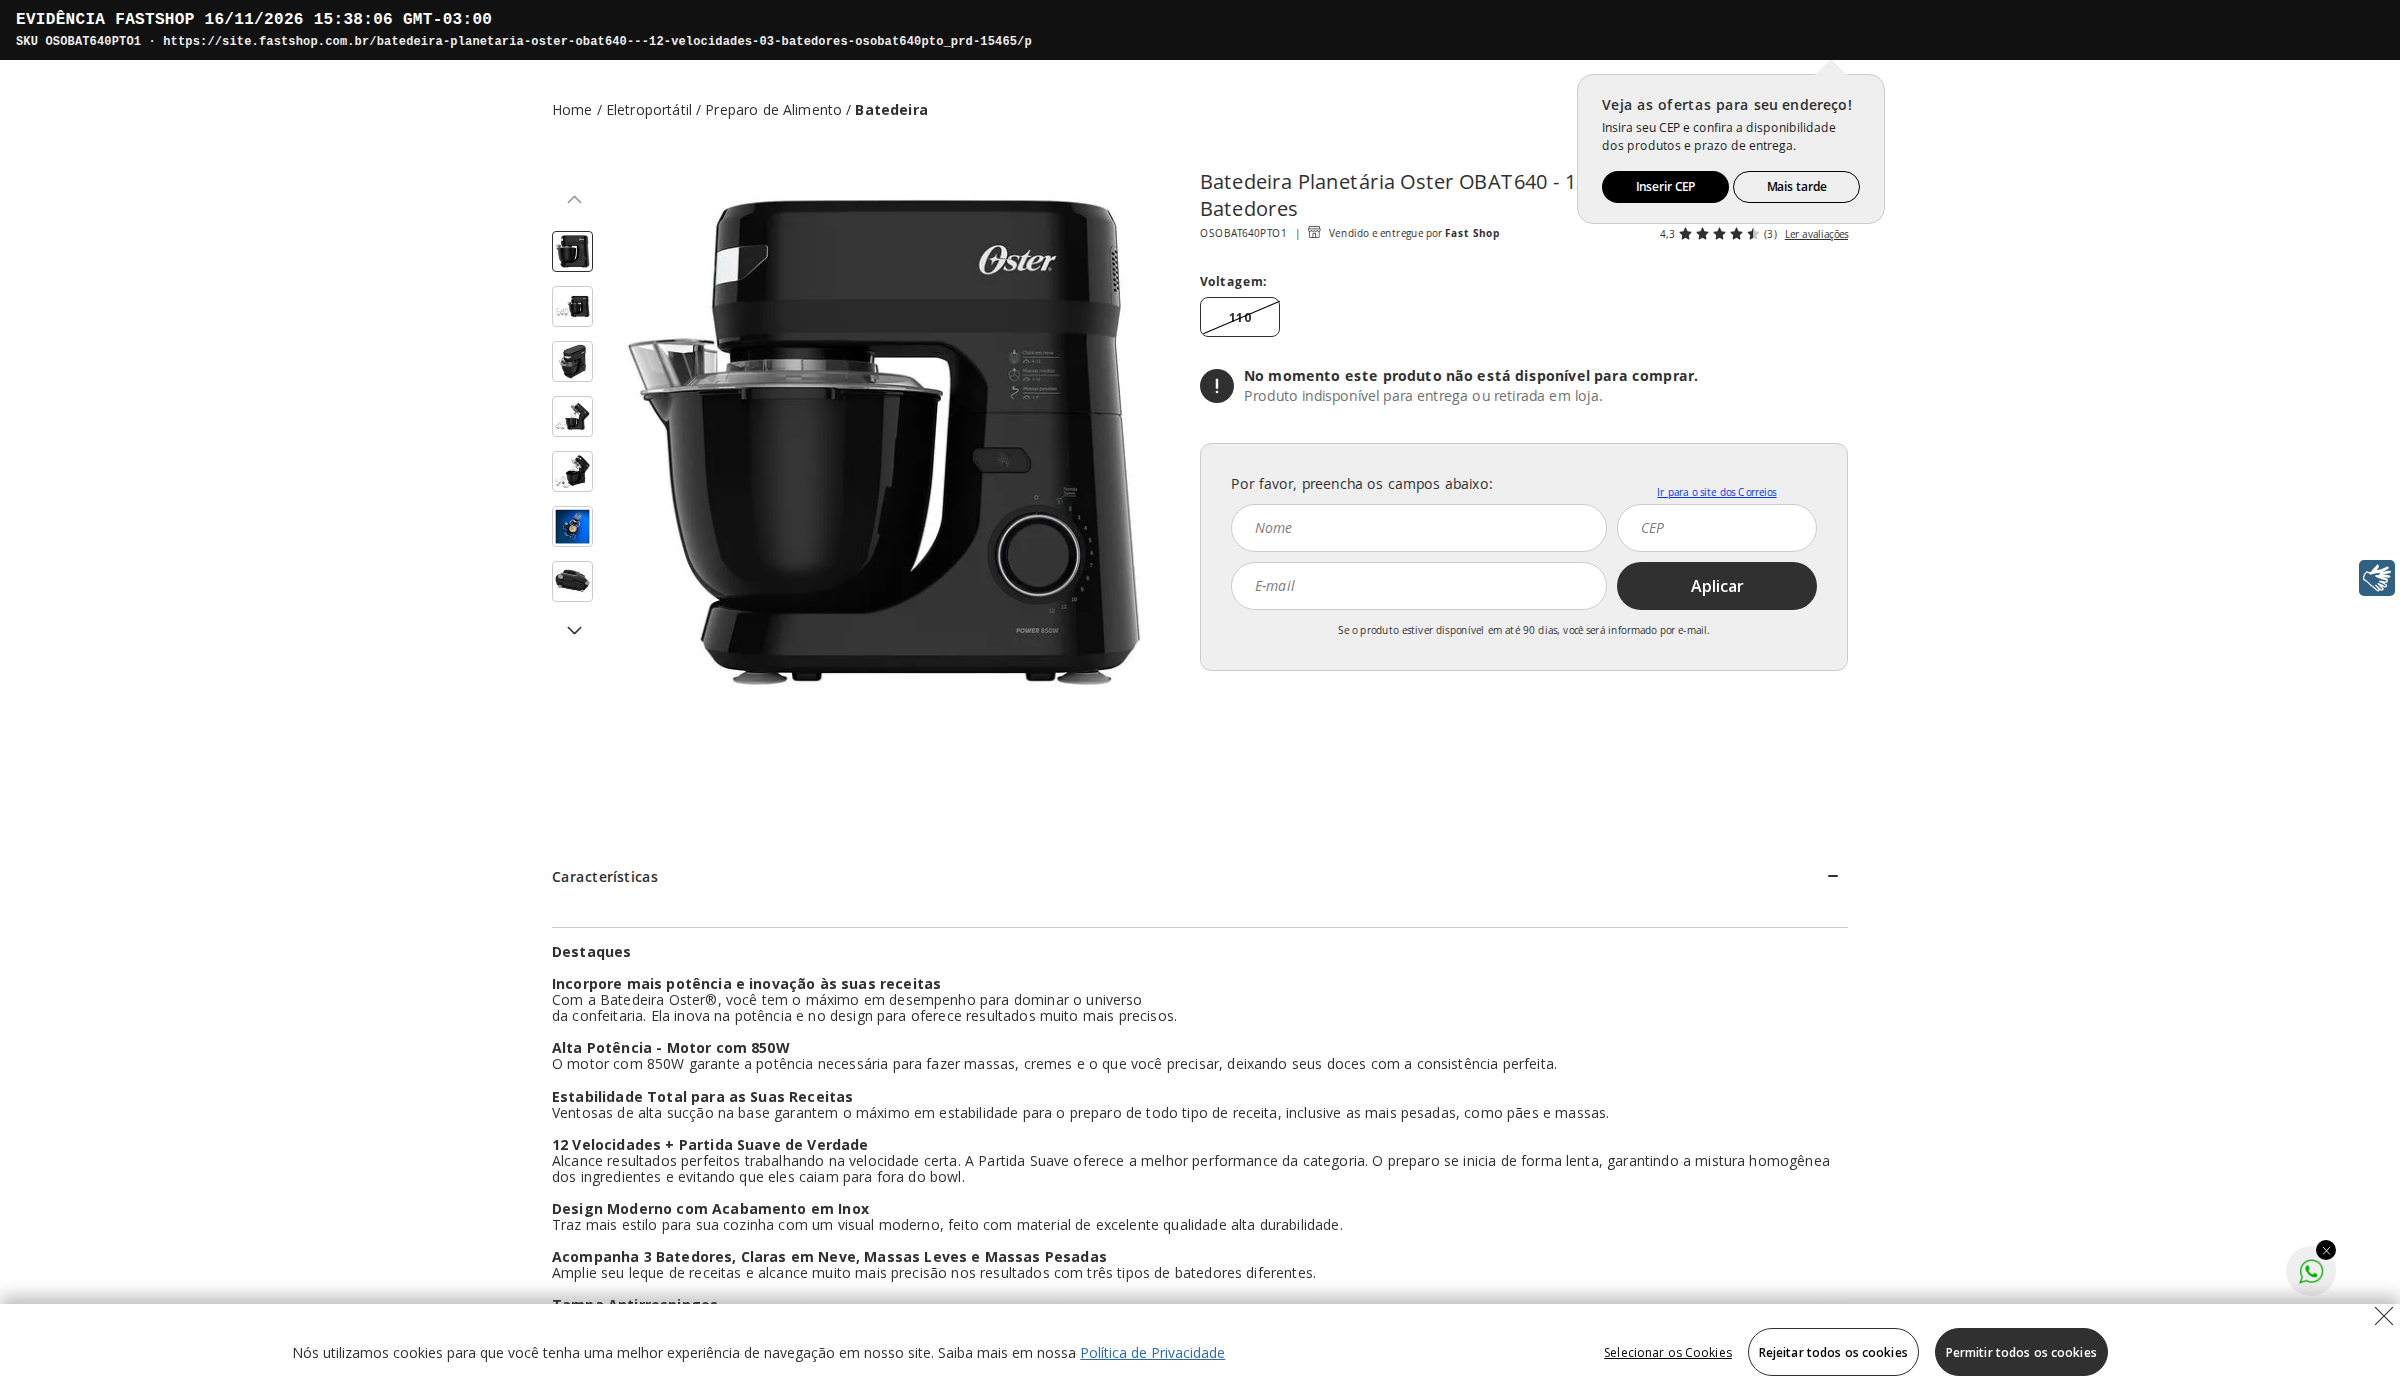 EVIDÊNCIA FASTSHOP 16/11/2026 15:38:06 GMT-03:00
SKU OSOBAT640PTO1 · https://site.fastshop.com.br/batedeira-planetaria-oster-obat640---12-velocidades-03-batedores-osobat640pto_prd-15465/p
Home / Eletroportátil / Preparo de Alimento / Batedeira
Veja as ofertas para seu endereço!
Insira seu CEP e confira a disponibilidade
dos produtos e prazo de entrega.
Inserir CEP
Mais tarde
Batedeira Planetária Oster OBAT640 - 1
Batedores
OSOBAT640PTO1 | Vendido e entregue por Fast Shop
4,3 (3) Ler avaliações
Oster
Voltagem:
110
No momento este produto não está disponível para comprar.
Produto indisponível para entrega ou retirada em loja.
Por favor, preencha os campos abaixo:
Ir para o site dos Correios
Nome
CEP
E-mail
Aplicar
Se o produto estiver disponível em até 90 dias, você será informado por e-mail.
POWER 850W
Características
Destaques
Incorpore mais potência e inovação às suas receitas
Com a Batedeira Oster®, você tem o máximo em desempenho para dominar o universo
da confeitaria. Ela inova na potência e no design para oferece resultados muito mais precisos.
Alta Potência - Motor com 850W
O motor com 850W garante a potência necessária para fazer massas, cremes e o que você precisar, deixando seus doces com a consistência perfeita.
Estabilidade Total para as Suas Receitas
Ventosas de alta sucção na base garantem o máximo em estabilidade para o preparo de todo tipo de receita, inclusive as mais pesadas, como pães e massas.
12 Velocidades + Partida Suave de Verdade
Alcance resultados perfeitos trabalhando na velocidade certa. A Partida Suave oferece a melhor performance da categoria. O preparo se inicia de forma lenta, garantindo a mistura homogênea
dos ingredientes e evitando que eles caiam para fora do bowl.
Design Moderno com Acabamento em Inox
Traz mais estilo para sua cozinha com um visual moderno, feito com material de excelente qualidade alta durabilidade.
Acompanha 3 Batedores, Claras em Neve, Massas Leves e Massas Pesadas
Amplie seu leque de receitas e alcance muito mais precisão nos resultados com três tipos de batedores diferentes.
Nós utilizamos cookies para que você tenha uma melhor experiência de navegação em nosso site. Saiba mais em nossa Política de Privacidade
Selecionar os Cookies
Rejeitar todos os cookies
Permitir todos os cookies